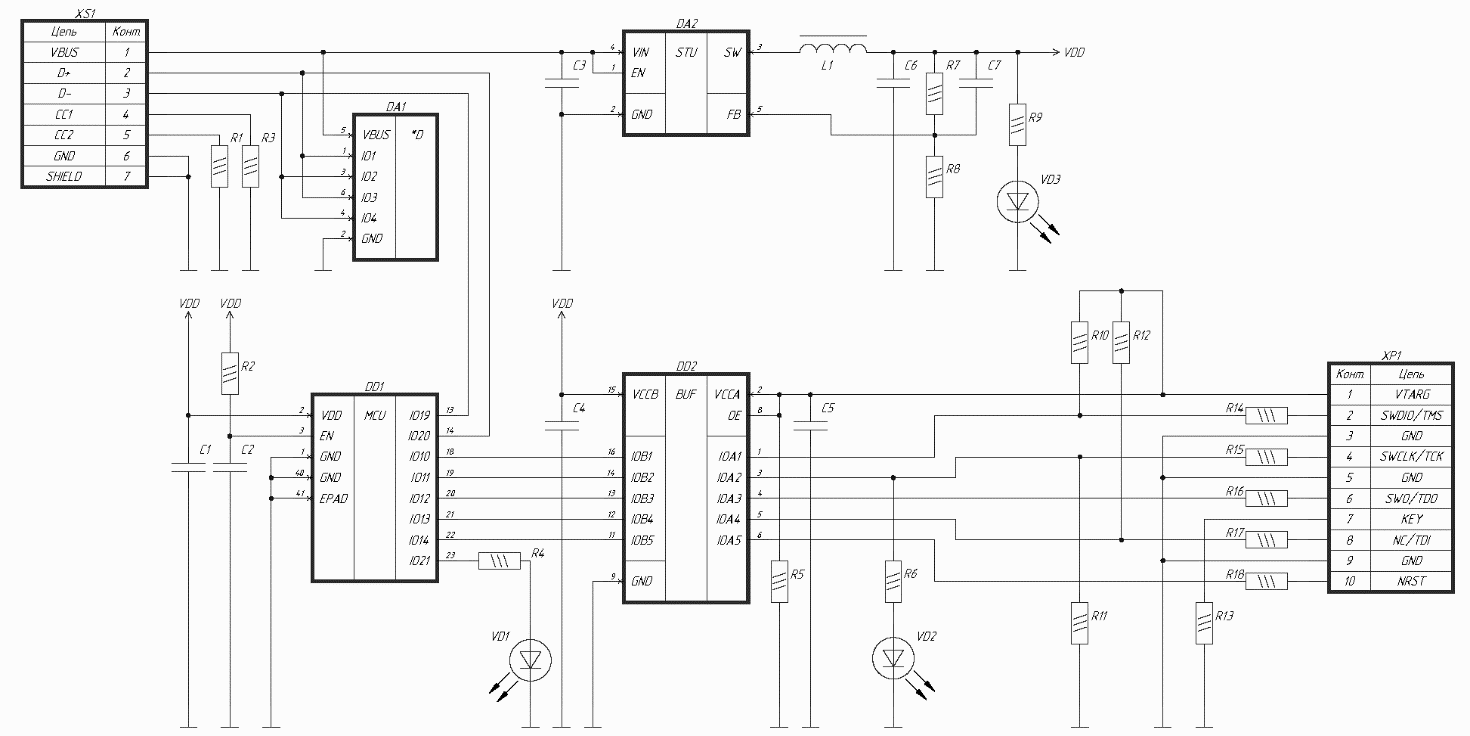 XS1
Цепь Конт.
VBUS 1
D+ 2
D- 3
CC1 4
CC2 5
GND 6
SHIELD 7
R1 R3
DA1
5 VBUS *D
1 IO1
3 IO2
6 IO3
4 IO4
2 GND
C3
DA2
4 VIN STU SW 3
1 EN
2 GND FB 5
L1
C6 R7 C7
VDD
R9
R8
VD3
VDD VDD
R2
C1 C2
DD1
2 VDD MCU IO19 13
3 EN IO20 14
1 GND IO10 18
40 GND IO11 19
41 EPAD IO12 20
IO13 21
IO14 22
IO21 23
R4
VD1
VDD
C4
DD2
15 VCCB BUF VCCA 2
OE 8
16 IOB1 IOA1 1
14 IOB2 IOA2 3
13 IOB3 IOA3 4
12 IOB4 IOA4 5
11 IOB5 IOA5 6
9 GND
C5
R5
R6
VD2
R10 R12
R11
R13
R14
R15
R16
R17
R18
XP1
Конт. Цепь
1 VTARG
2 SWDIO/TMS
3 GND
4 SWCLK/TCK
5 GND
6 SWO/TDO
7 KEY
8 NC/TDI
9 GND
10 NRST